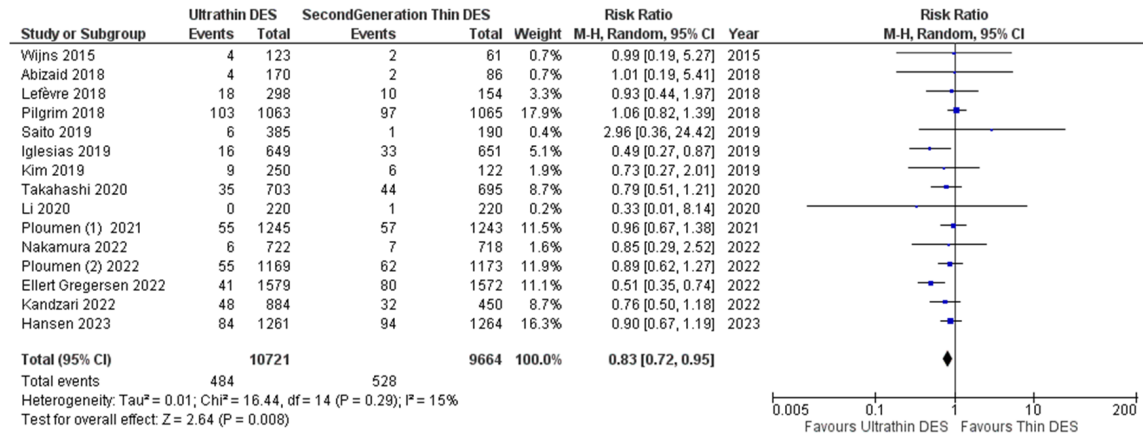 Ultrathin DES SecondGeneration Thin DES Risk Ratio Risk Ratio
Study or Subgroup Events Total Events Total Weight M-H, Random, 95% CI Year M-H, Random, 95% CI
Wijns 2015 4 123 2 61 0.7% 0.99 [0.19, 5.27] 2015
Abizaid 2018 4 170 2 86 0.7% 1.01 [0.19, 5.41] 2018
Lefèvre 2018 18 298 10 154 3.3% 0.93 [0.44, 1.97] 2018
Pilgrim 2018 103 1063 97 1065 17.9% 1.06 [0.82, 1.39] 2018
Saito 2019 6 385 1 190 0.4% 2.96 [0.36, 24.42] 2019
Iglesias 2019 16 649 33 651 5.1% 0.49 [0.27, 0.87] 2019
Kim 2019 9 250 6 122 1.9% 0.73 [0.27, 2.01] 2019
Takahashi 2020 35 703 44 695 8.7% 0.79 [0.51, 1.21] 2020
Li 2020 0 220 1 220 0.2% 0.33 [0.01, 8.14] 2020
Ploumen (1) 2021 55 1245 57 1243 11.5% 0.96 [0.67, 1.38] 2021
Nakamura 2022 6 722 7 718 1.6% 0.85 [0.29, 2.52] 2022
Ploumen (2) 2022 55 1169 62 1173 11.9% 0.89 [0.62, 1.27] 2022
Ellert Gregersen 2022 41 1579 80 1572 11.1% 0.51 [0.35, 0.74] 2022
Kandzari 2022 48 884 32 450 8.7% 0.76 [0.50, 1.18] 2022
Hansen 2023 84 1261 94 1264 16.3% 0.90 [0.67, 1.19] 2023
Total (95% CI) 10721 9664 100.0% 0.83 [0.72, 0.95]
Total events 484 528
Heterogeneity: Tau² = 0.01; Chi² = 16.44, df = 14 (P = 0.29); I² = 15%
Test for overall effect: Z = 2.64 (P = 0.008)
0.005 0.1 1 10 200
Favours Ultrathin DES Favours Thin DES